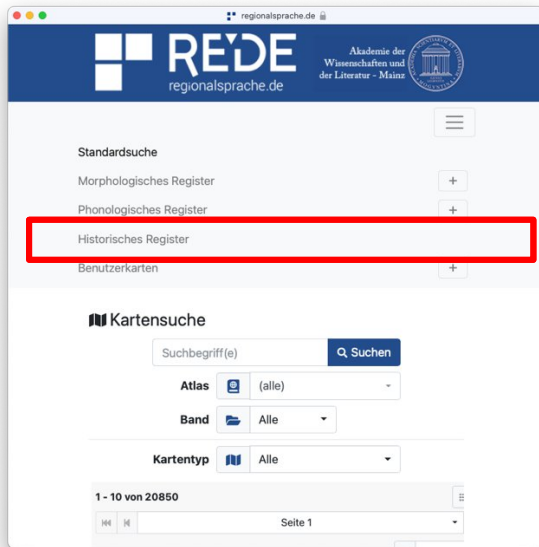 regionalsprache.de
REDE
regionalsprache.de
Akademie der
Wissenschaften und
der Literatur - Mainz
Standardsuche
Morphologisches Register
+
Phonologisches Register
+
Historisches Register
Benutzerkarten
+
Kartensuche
Suchbegriff(e) Suchen
Atlas (alle)
Band Alle
Kartentyp Alle
1 - 10 von 20850
Seite 1